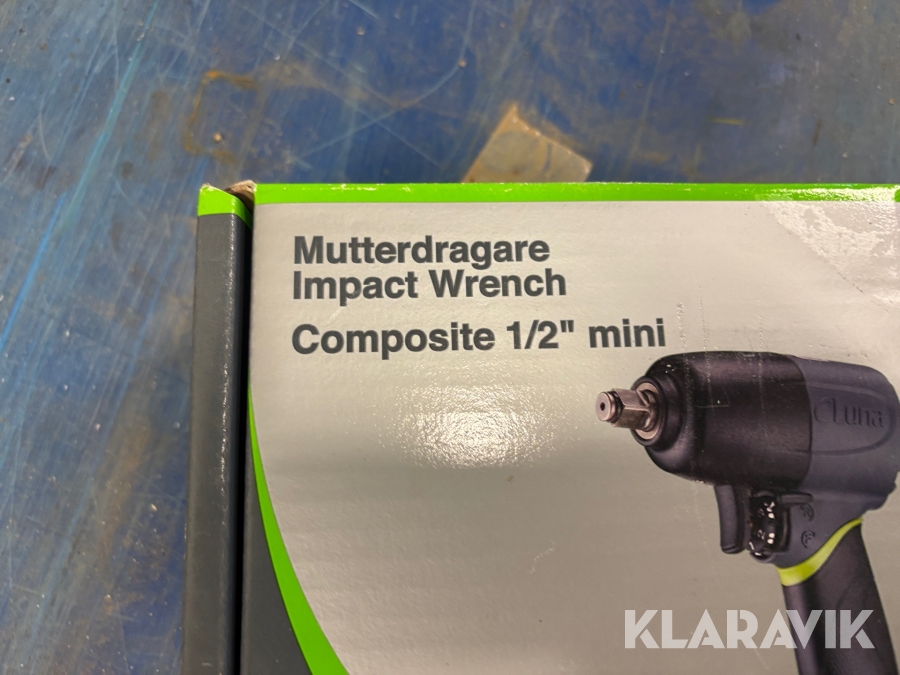 Mutterdragare
Impact Wrench
Composite 1/2" mini
Luna
KLARAVIK